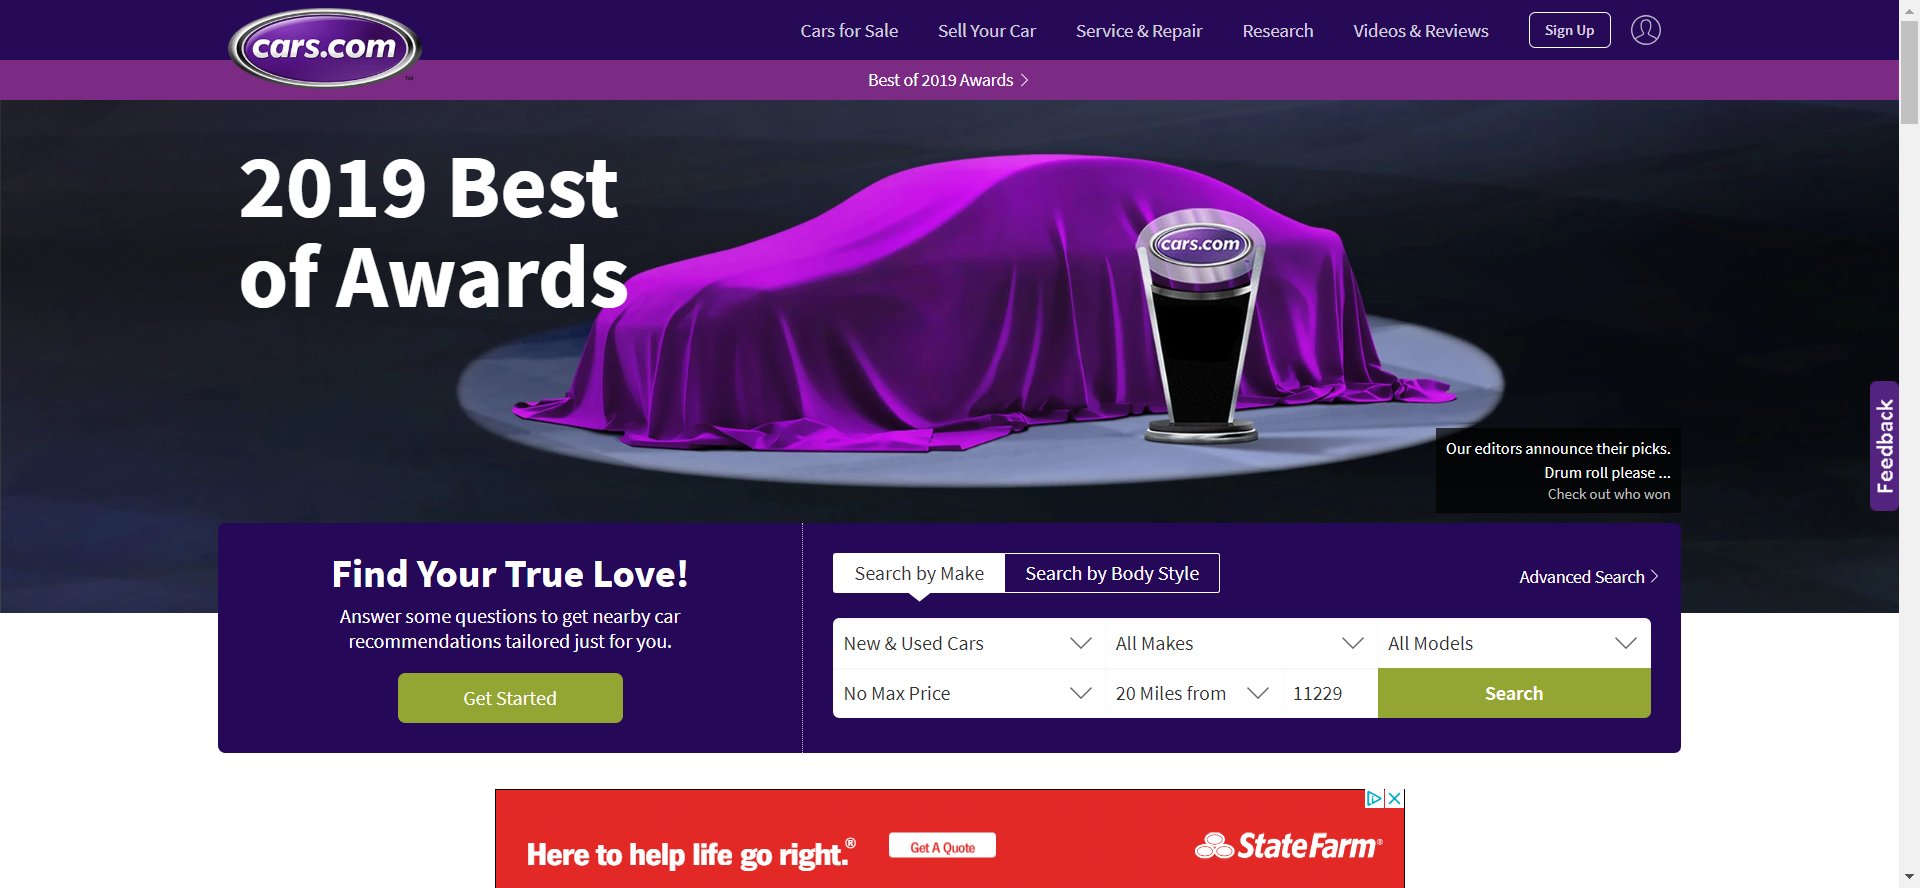 cars.com
™
Cars for Sale
Sell Your Car
Service & Repair
Research
Videos & Reviews
Sign Up
Best of 2019 Awards
2019 Best
of Awards
cars.com
Our editors announce their picks.
Drum roll please ...
Check out who won
Feedback
Find Your True Love!
Answer some questions to get nearby car
recommendations tailored just for you.
Get Started
Search by Make
Search by Body Style
Advanced Search
New & Used Cars
All Makes
All Models
No Max Price
20 Miles from
11229
Search
Here to help life go right.®
Get A Quote
StateFarm®